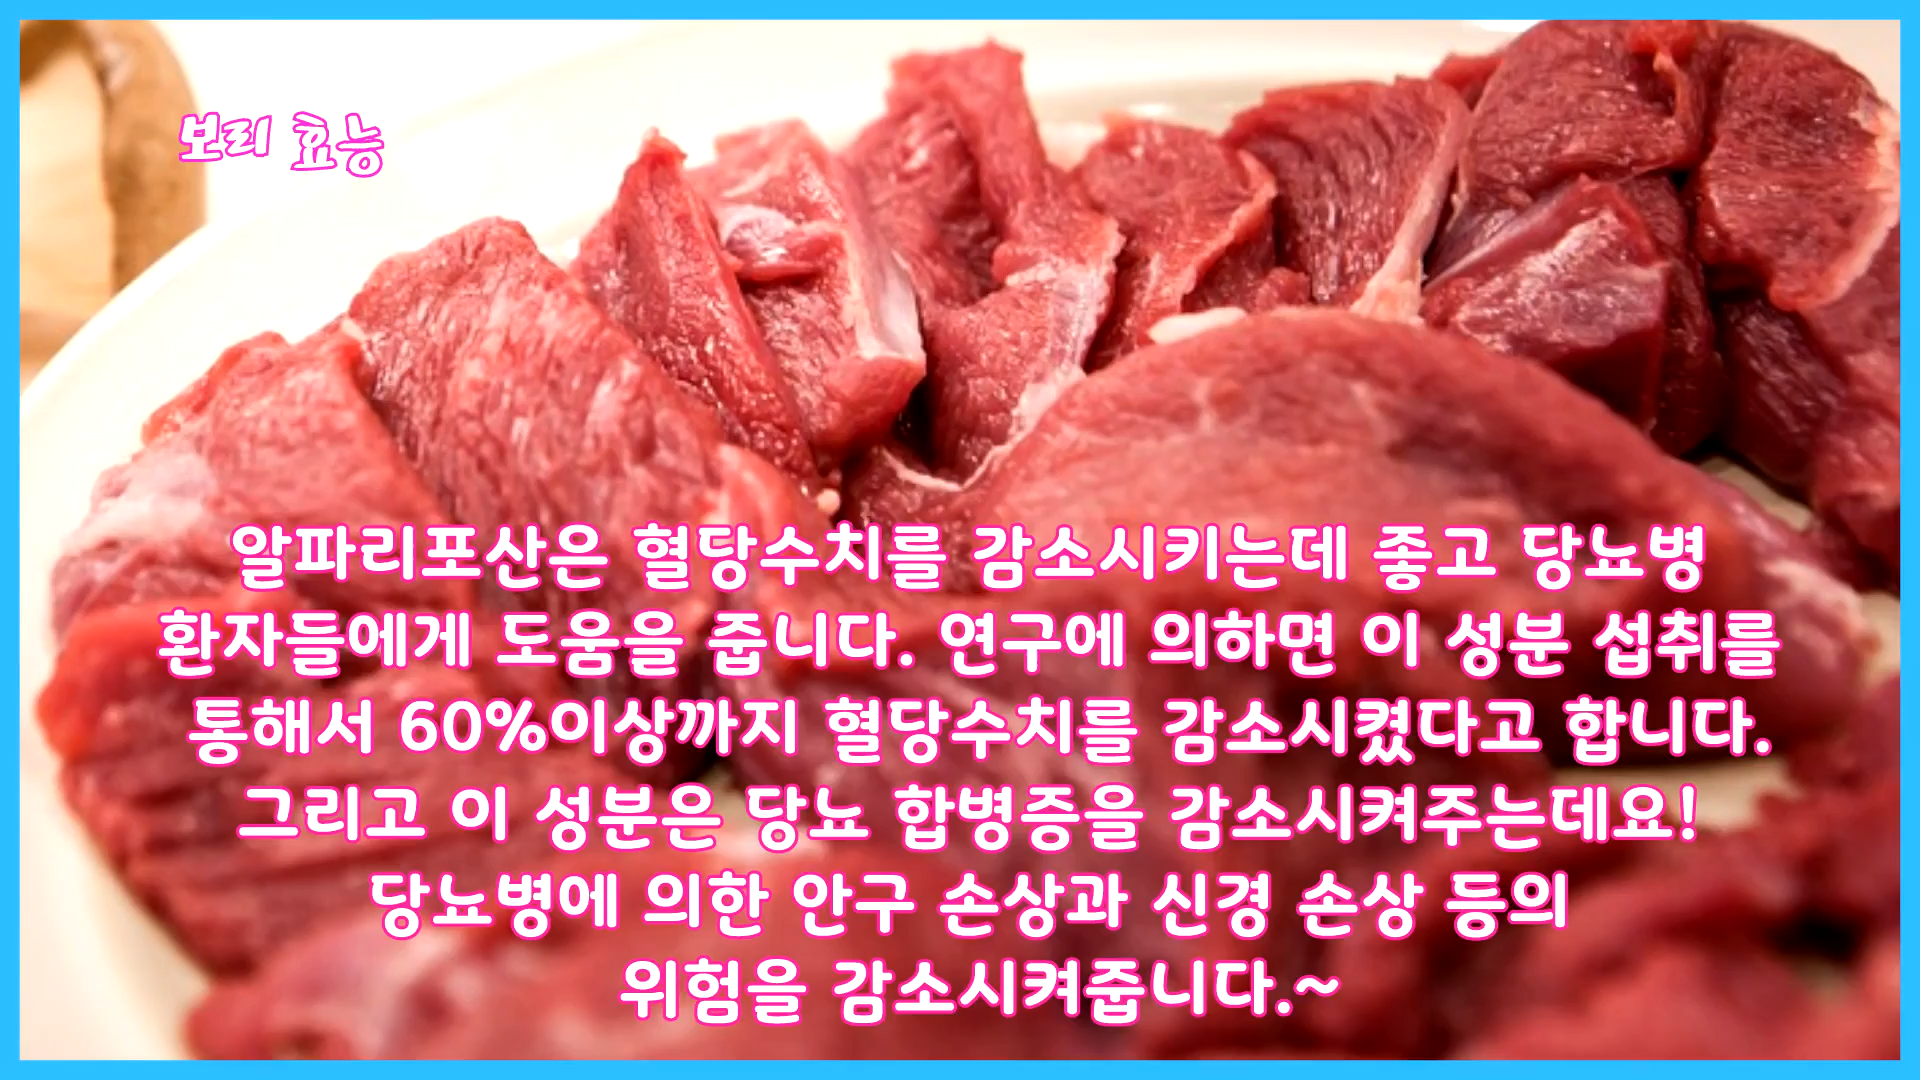 보리 효능
알파리포산은 혈당수치를 감소시키는데 좋고 당뇨병
환자들에게 도움을 줍니다. 연구에 의하면 이 성분 섭취를
통해서 60%이상까지 혈당수치를 감소시켰다고 합니다.
그리고 이 성분은 당뇨 합병증을 감소시켜주는데요!
당뇨병에 의한 안구 손상과 신경 손상 등의
위험을 감소시켜줍니다.~